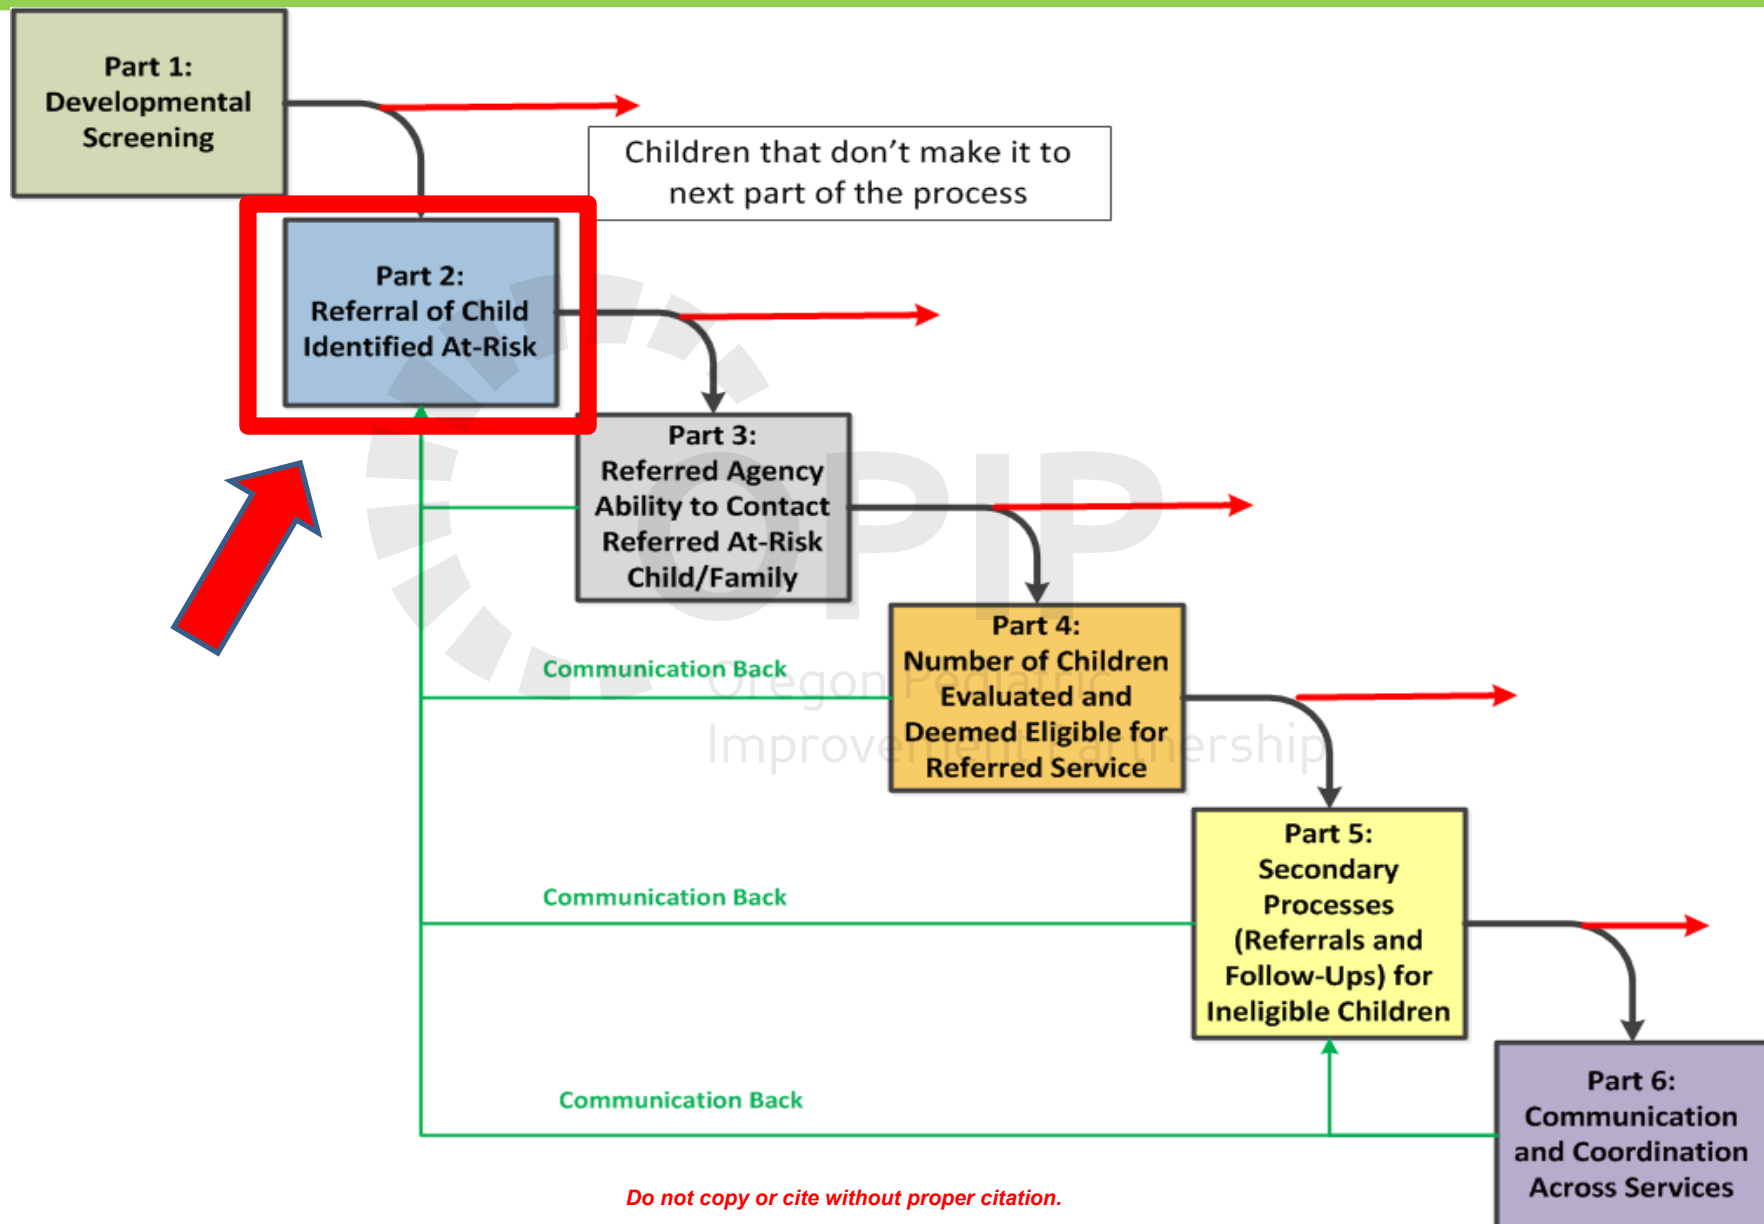 Part 1:
Developmental
Screening
Children that don't make it to
next part of the process
Part 2:
Referral of Child
Identified At-Risk
Part 3:
Referred Agency
Ability to Contact
Referred At-Risk
Child/Family
Part 4:
Number of Children
Evaluated and
Deemed Eligible for
Referred Service
Part 5:
Secondary
Processes
(Referrals and
Follow-Ups) for
Ineligible Children
Part 6:
Communication
and Coordination
Across Services
Communication Back
Communication Back
Communication Back
OPIP
Oregon Pediatric
Improvement Partnership
Do not copy or cite without proper citation.